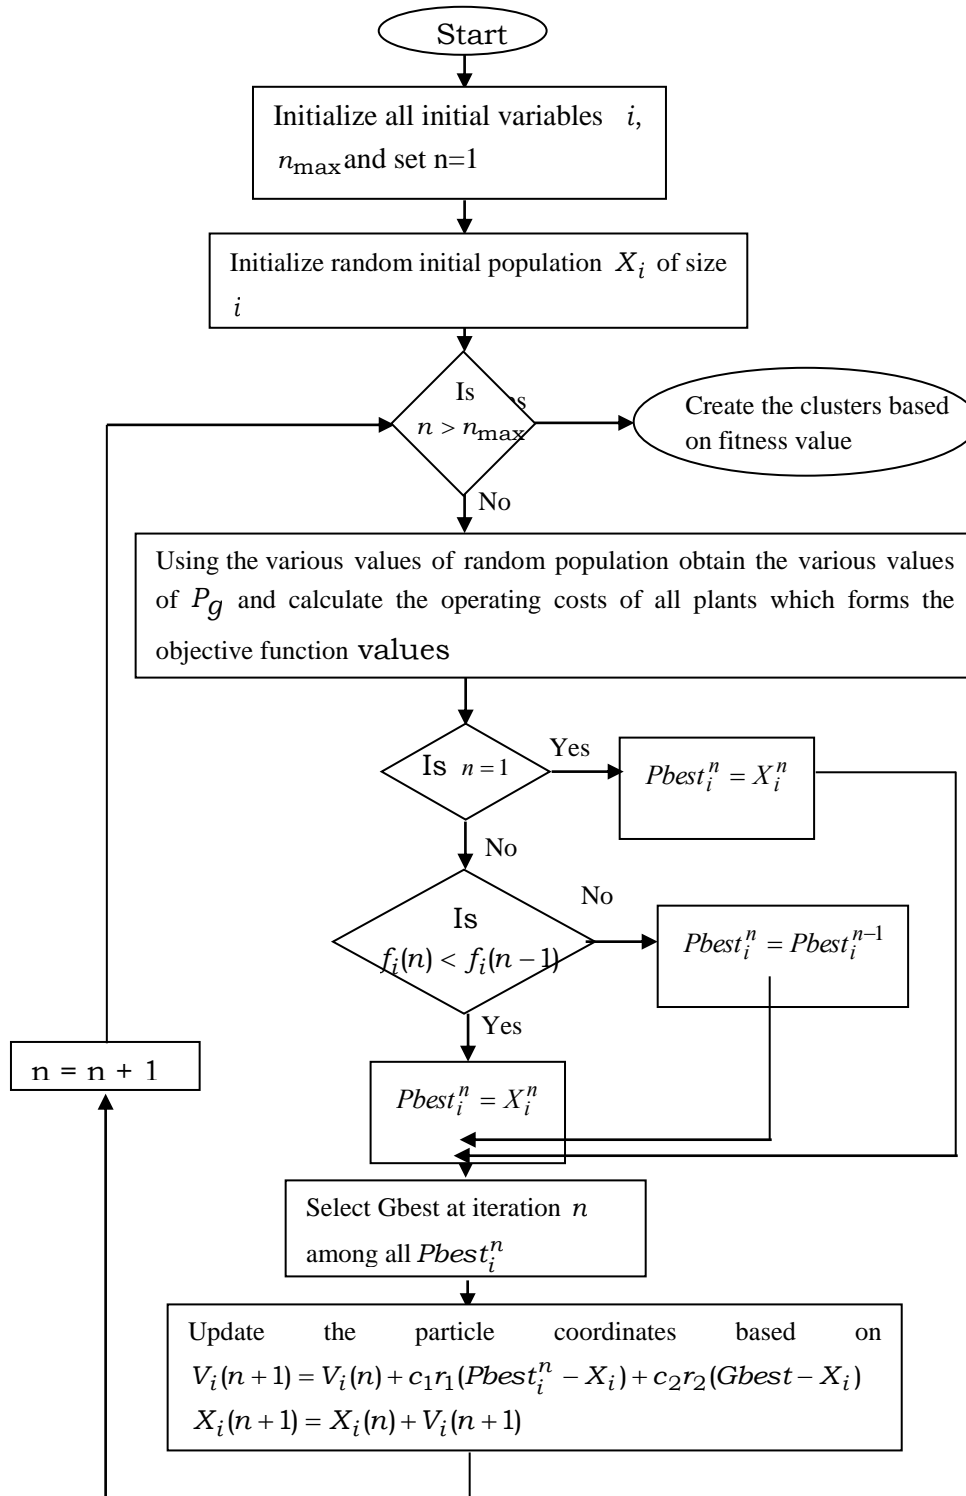 Start
Initialize all initial variables i,
n_max and set n=1
Initialize random initial population X_i of size
i
Is
n > n_max
Create the clusters based
on fitness value
No
Using the various values of random population obtain the various values
of P_g and calculate the operating costs of all plants which forms the
objective function values
Is n = 1
Yes
Pbest_i^n = X_i^n
No
Is
f_i(n) < f_i(n − 1)
No
Pbest_i^n = Pbest_i^{n−1}
Yes
Pbest_i^n = X_i^n
n = n + 1
Select Gbest at iteration n
among all Pbest_i^n
Update the particle coordinates based on
V_i(n + 1) = V_i(n) + c_1r_1(Pbest_i^n − X_i) + c_2r_2(Gbest − X_i)
X_i(n + 1) = X_i(n) + V_i(n + 1)